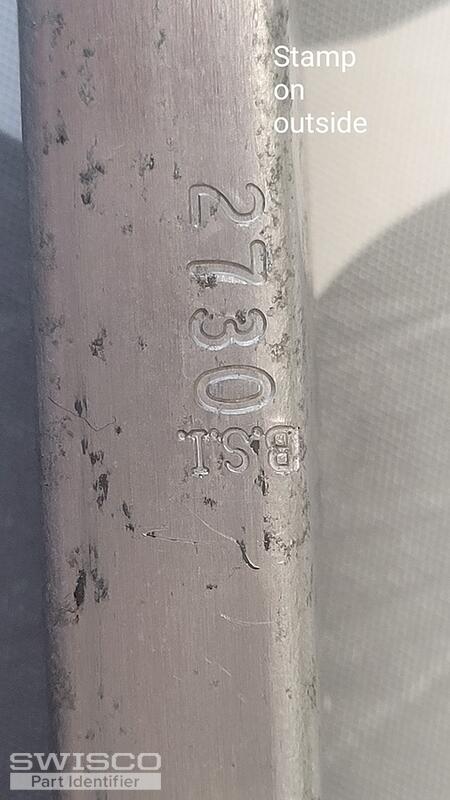 Stamp
on
outside
2730
B.S.I.
SWISCO
Part Identifier